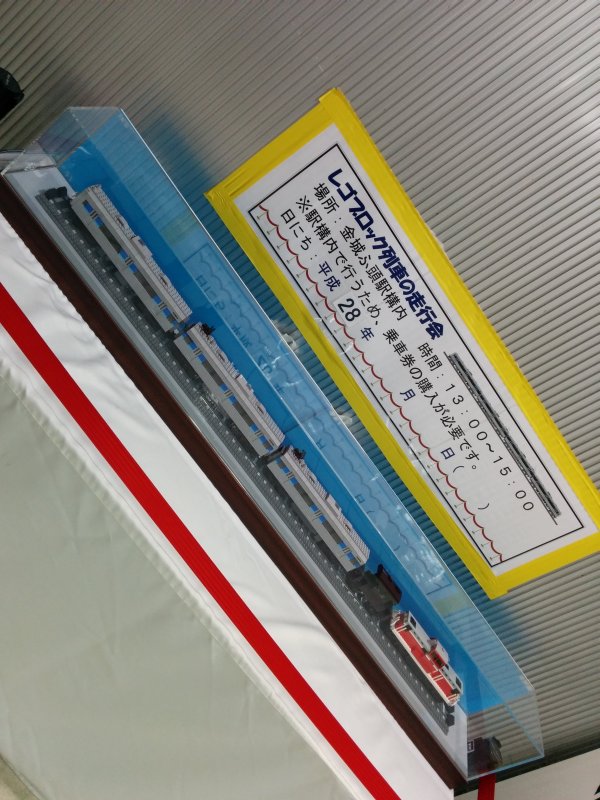 レゴブロック列車の走行会
場所：金城ふ頭駅構内　時間：13：00～15：00
※駅構内で行うため、乗車券の購入が必要です。
日にち：平成 28 年　　月　　日（　　）